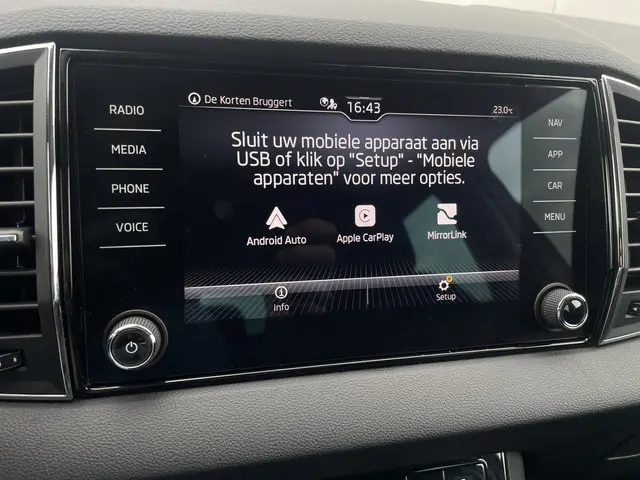 RADIO
MEDIA
PHONE
VOICE
De Korten Bruggert
16:43
23.0°C
Sluit uw mobiele apparaat aan via
USB of klik op "Setup" - "Mobiele
apparaten" voor meer opties.
Android Auto
Apple CarPlay
MirrorLink
Info
Setup
NAV
APP
CAR
MENU